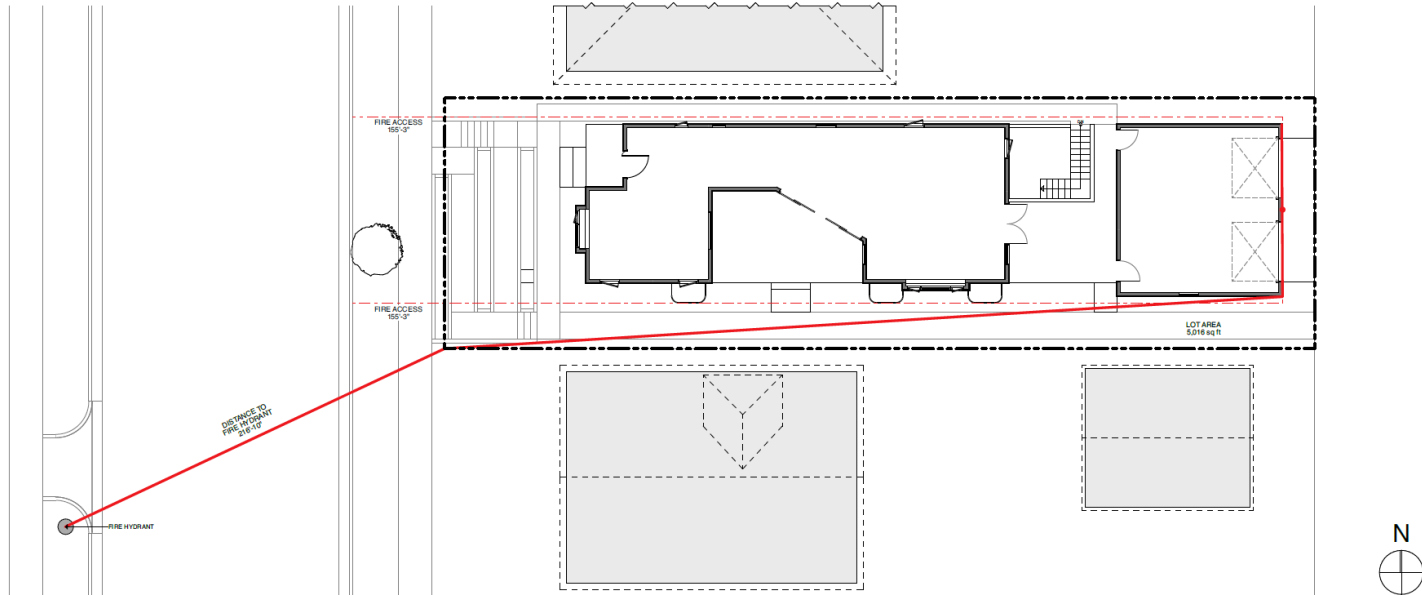 FIRE ACCESS
155'-3"
FIRE ACCESS
155'-3"
LOT AREA
5,016 sq ft
DISTANCE TO
FIRE HYDRANT
216'-10"
FIRE HYDRANT
N